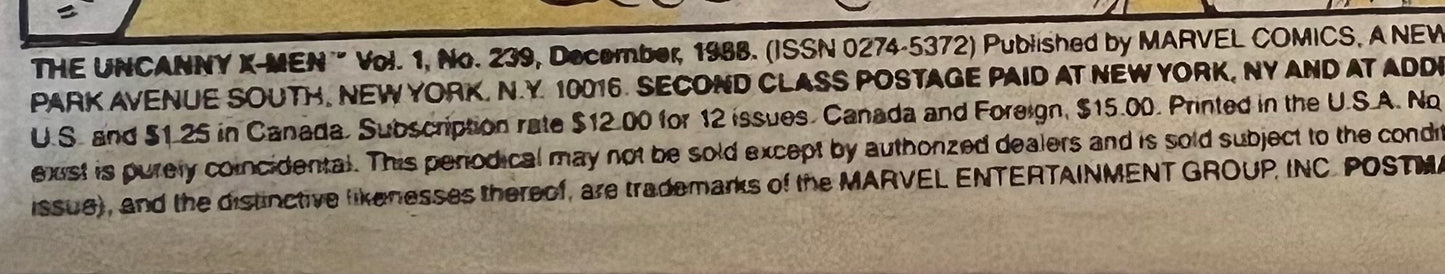 THE UNCANNY X-MEN™ Vol. 1, No. 239, December, 1988. (ISSN 0274-5372) Published by MARVEL COMICS, A NEW
PARK AVENUE SOUTH, NEW YORK, N.Y. 10016. SECOND CLASS POSTAGE PAID AT NEW YORK, NY AND AT ADDI
U.S. and $1.25 in Canada. Subscription rate $12.00 for 12 issues. Canada and Foreign, $15.00. Printed in the U.S.A. No
exist is purely coincidental. This periodical may not be sold except by authorized dealers and is sold subject to the condit
issue), and the distinctive likenesses thereof, are trademarks of the MARVEL ENTERTAINMENT GROUP, INC. POSTMA